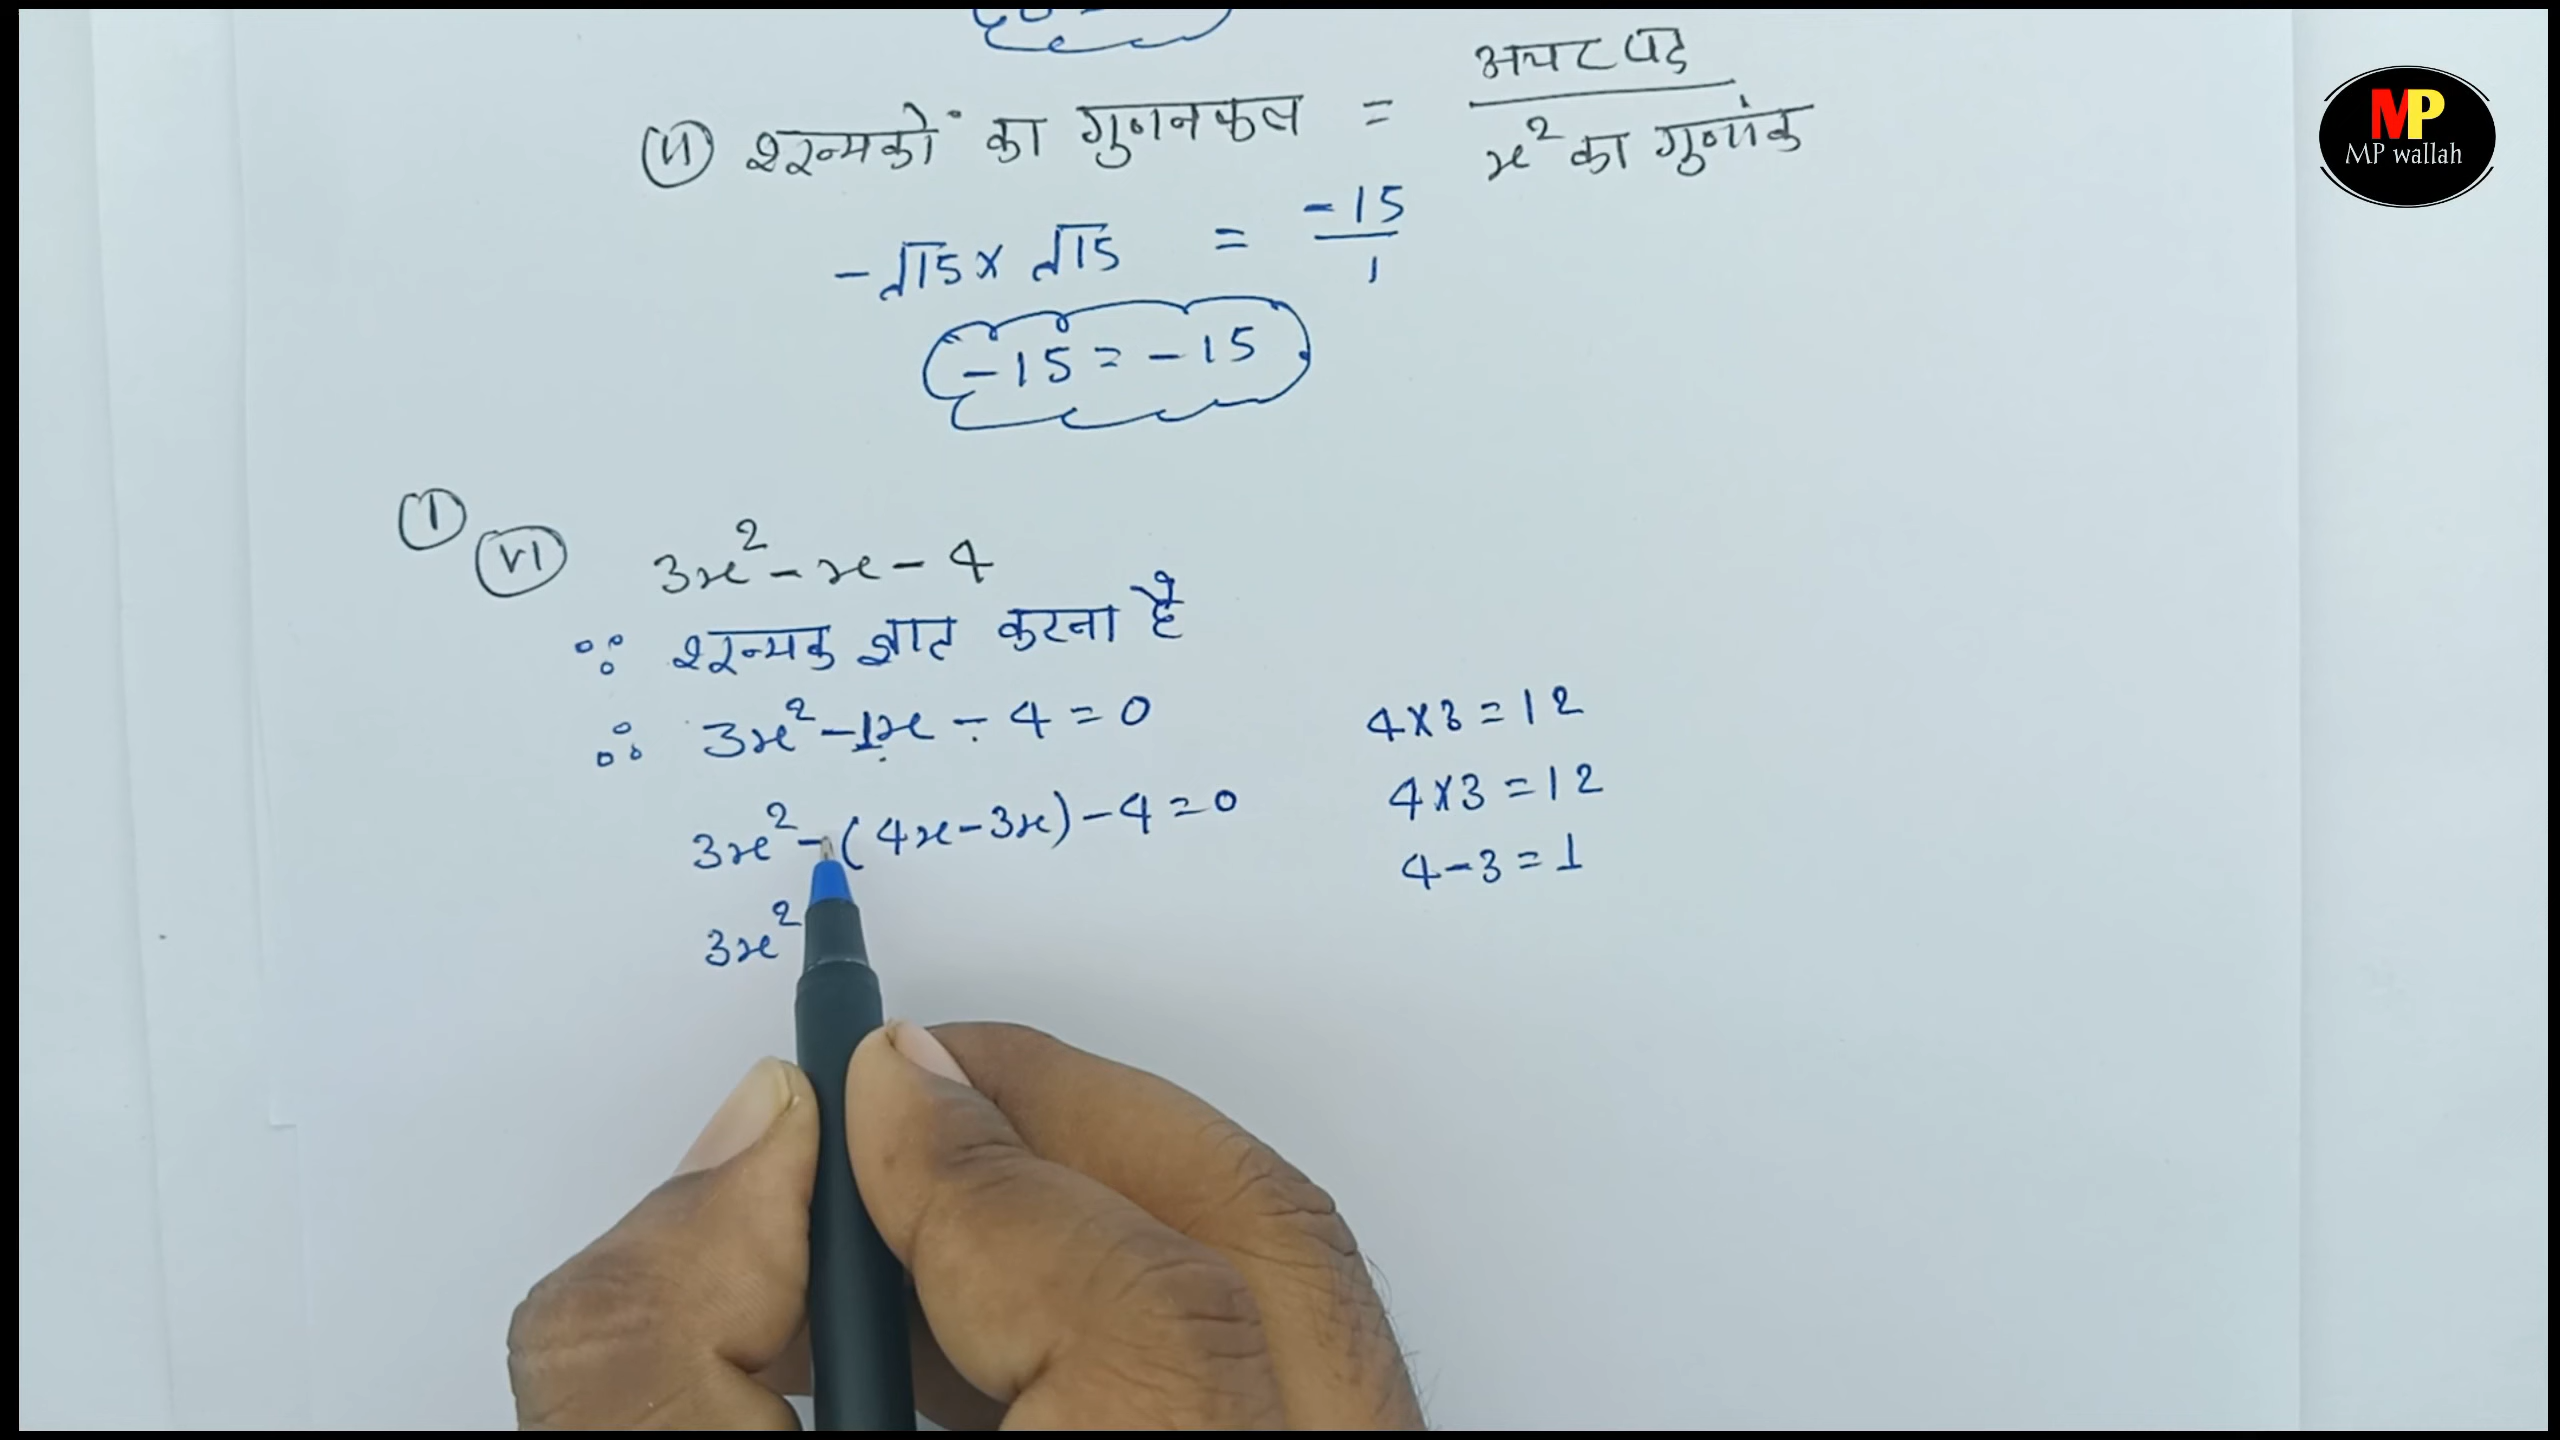 (ii) शून्यकों का गुणनफल = अचर पद / x² का गुणांक
-√15 × √15 = -15/1
-15 = -15
(I)
(VI) 3x² - x - 4
∵ शून्यक ज्ञात करना है
∴ 3x² - 1x - 4 = 0
4×3 = 12
3x² - (4x - 3x) - 4 = 0
4×3 = 12
4 - 3 = 1
3x²
MP
MP wallah